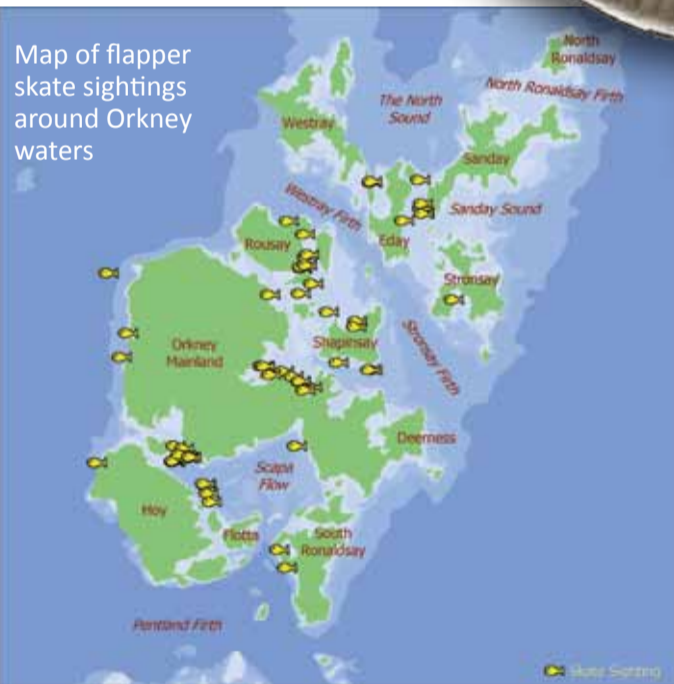 Map of flapper
skate sightings
around Orkney
waters
North
Ronaldsay
North Ronaldsay Firth
The North
Sound
Westray
Sanday
Westray Firth
Sanday Sound
Rousay
Eday
Stronsay
Orkney
Mainland
Shapinsay
Stronsay Firth
Deerness
Scapa
Flow
Hoy
Flotta
South
Ronaldsay
Pentland Firth
Skate Sighting